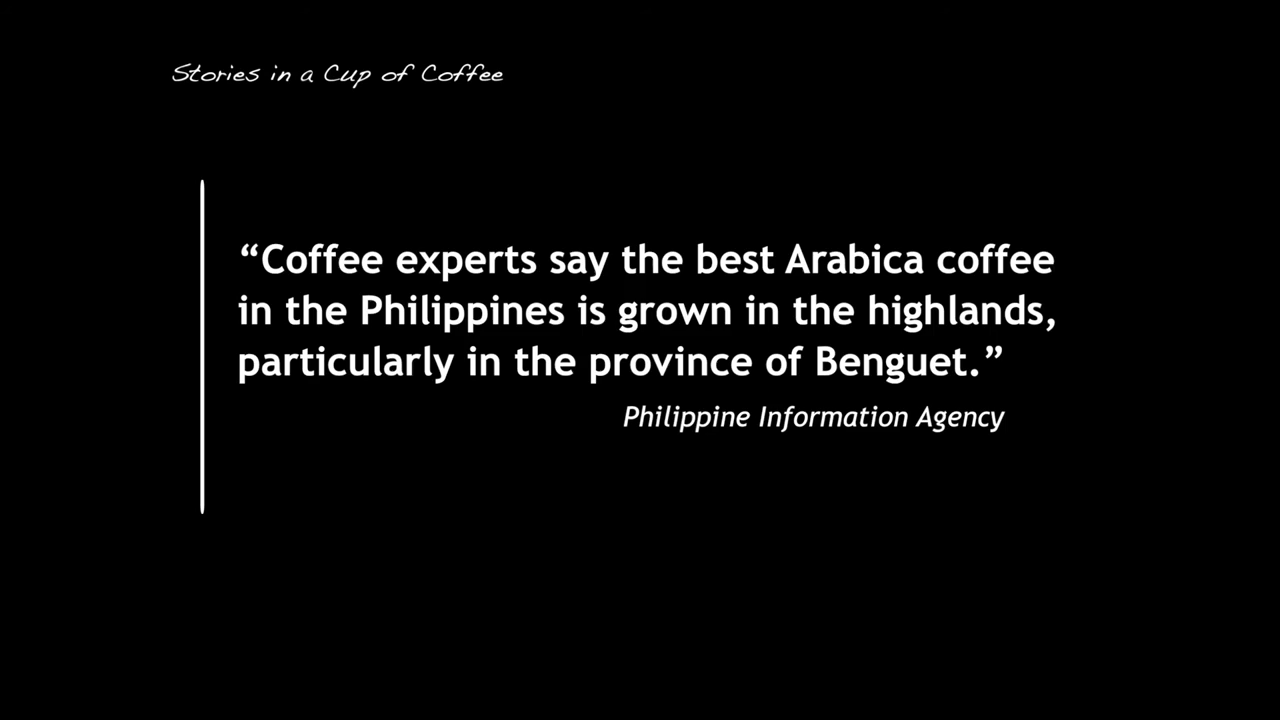 Stories in a Cup of Coffee
“Coffee experts say the best Arabica coffee
in the Philippines is grown in the highlands,
particularly in the province of Benguet.”
Philippine Information Agency